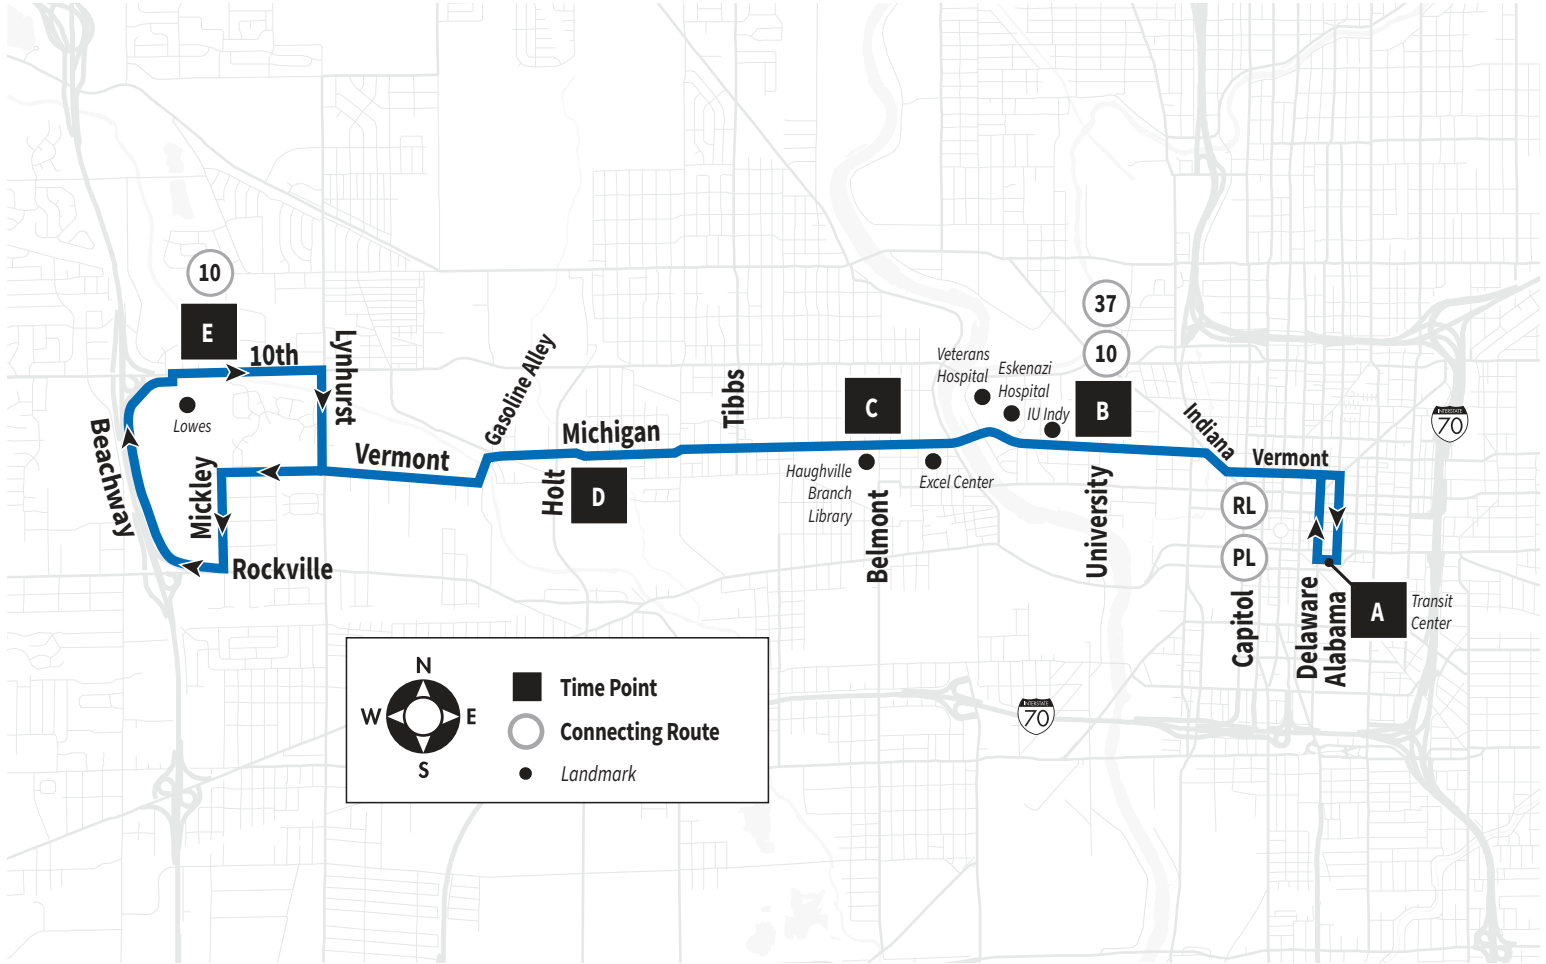 10
E
10th
Lynhurst
Lowes
Beachway
Mickley
Rockville
Vermont
Gasoline Alley
Holt
D
Michigan
Tibbs
C
Haughville
Branch
Library
Belmont
Excel Center
Veterans
Hospital
Eskenazi
Hospital
IU Indy
37
10
B
University
Indiana
Vermont
RL
PL
Capitol
Delaware
Alabama
A
Transit
Center
INTERSTATE
70
INTERSTATE
70
N
W
E
S
Time Point
Connecting Route
Landmark